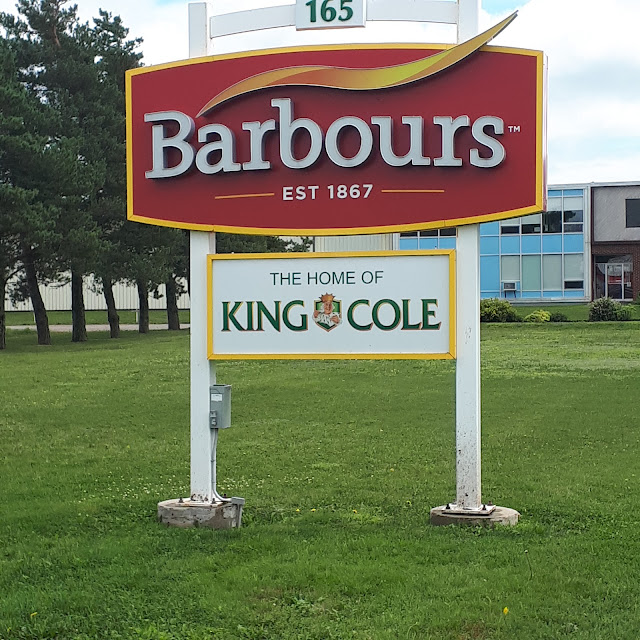 165
Barbours™
EST 1867
THE HOME OF
KING COLE